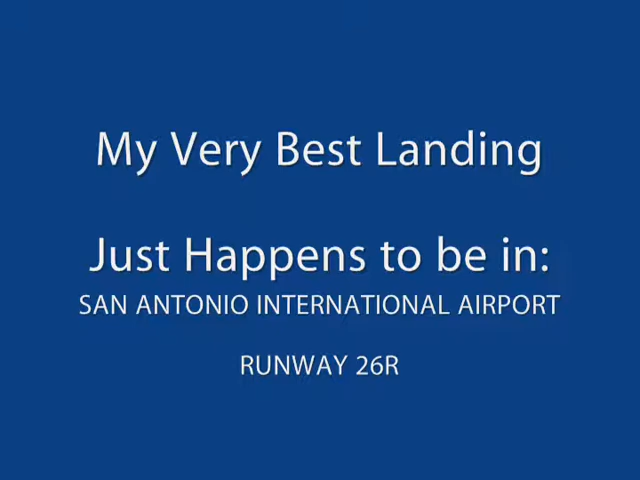 My Very Best Landing
Just Happens to be in:
SAN ANTONIO INTERNATIONAL AIRPORT
RUNWAY 26R